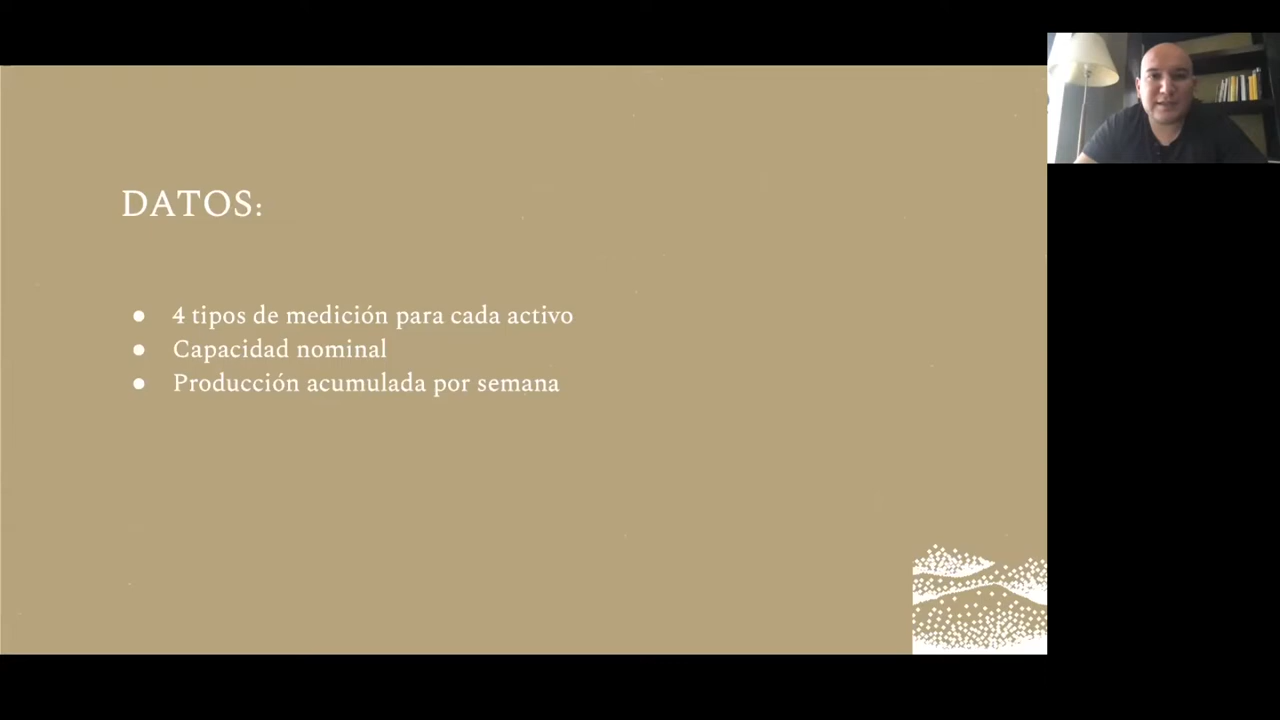 DATOS:
● 4 tipos de medición para cada activo
● Capacidad nominal
● Producción acumulada por semana